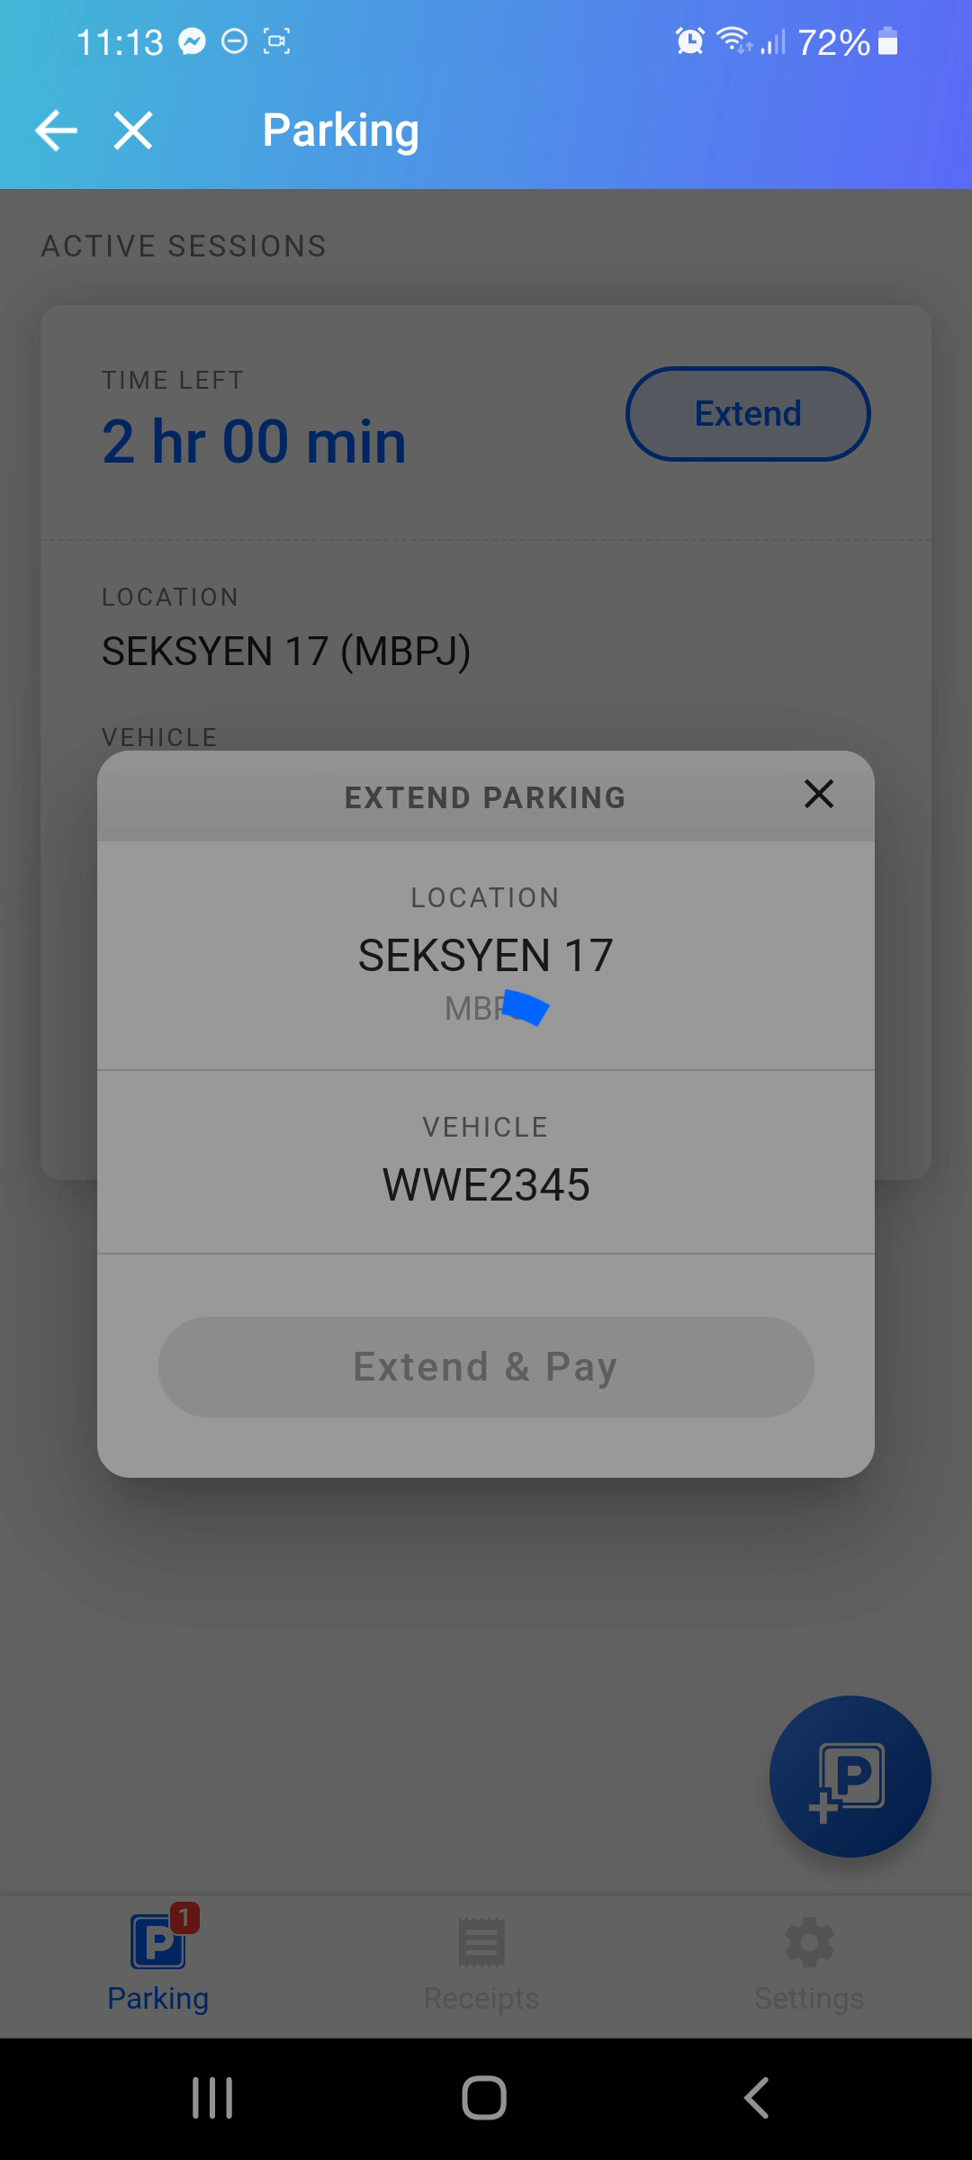 11:13 72%
Parking
ACTIVE SESSIONS
TIME LEFT
2 hr 00 min
Extend
LOCATION
SEKSYEN 17 (MBPJ)
VEHICLE
EXTEND PARKING
LOCATION
SEKSYEN 17
VEHICLE
WWE2345
Extend & Pay
P
P 1
Parking
Receipts
Settings